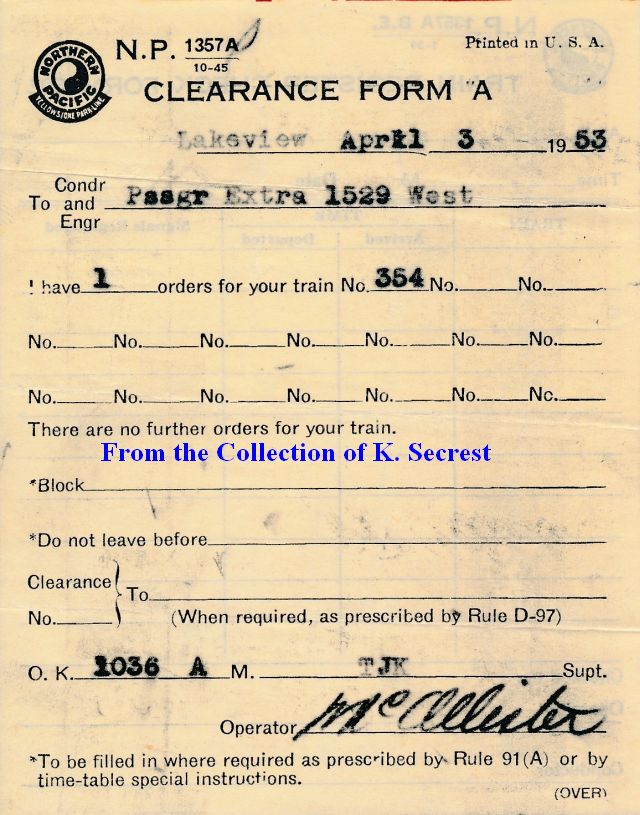 NORTHERN PACIFIC
YELLOWSTONE PARK LINE
N.P. 1357A
10-45
Printed in U. S. A.
CLEARANCE FORM A
Lakeview April 3 1953
Condr
To and Passgr Extra 1529 West
Engr
I have 1 orders for your train No. 354 No. No.
No. No. No. No. No. No. No.
No. No. No. No. No. No. No.
There are no further orders for your train.
From the Collection of K. Secrest
*Block
*Do not leave before
Clearance
To
No. (When required, as prescribed by Rule D-97)
O. K. 1036 A M. TJK Supt.
Operator McAllister
*To be filled in where required as prescribed by Rule 91(A) or by
time-table special instructions.
(OVER)